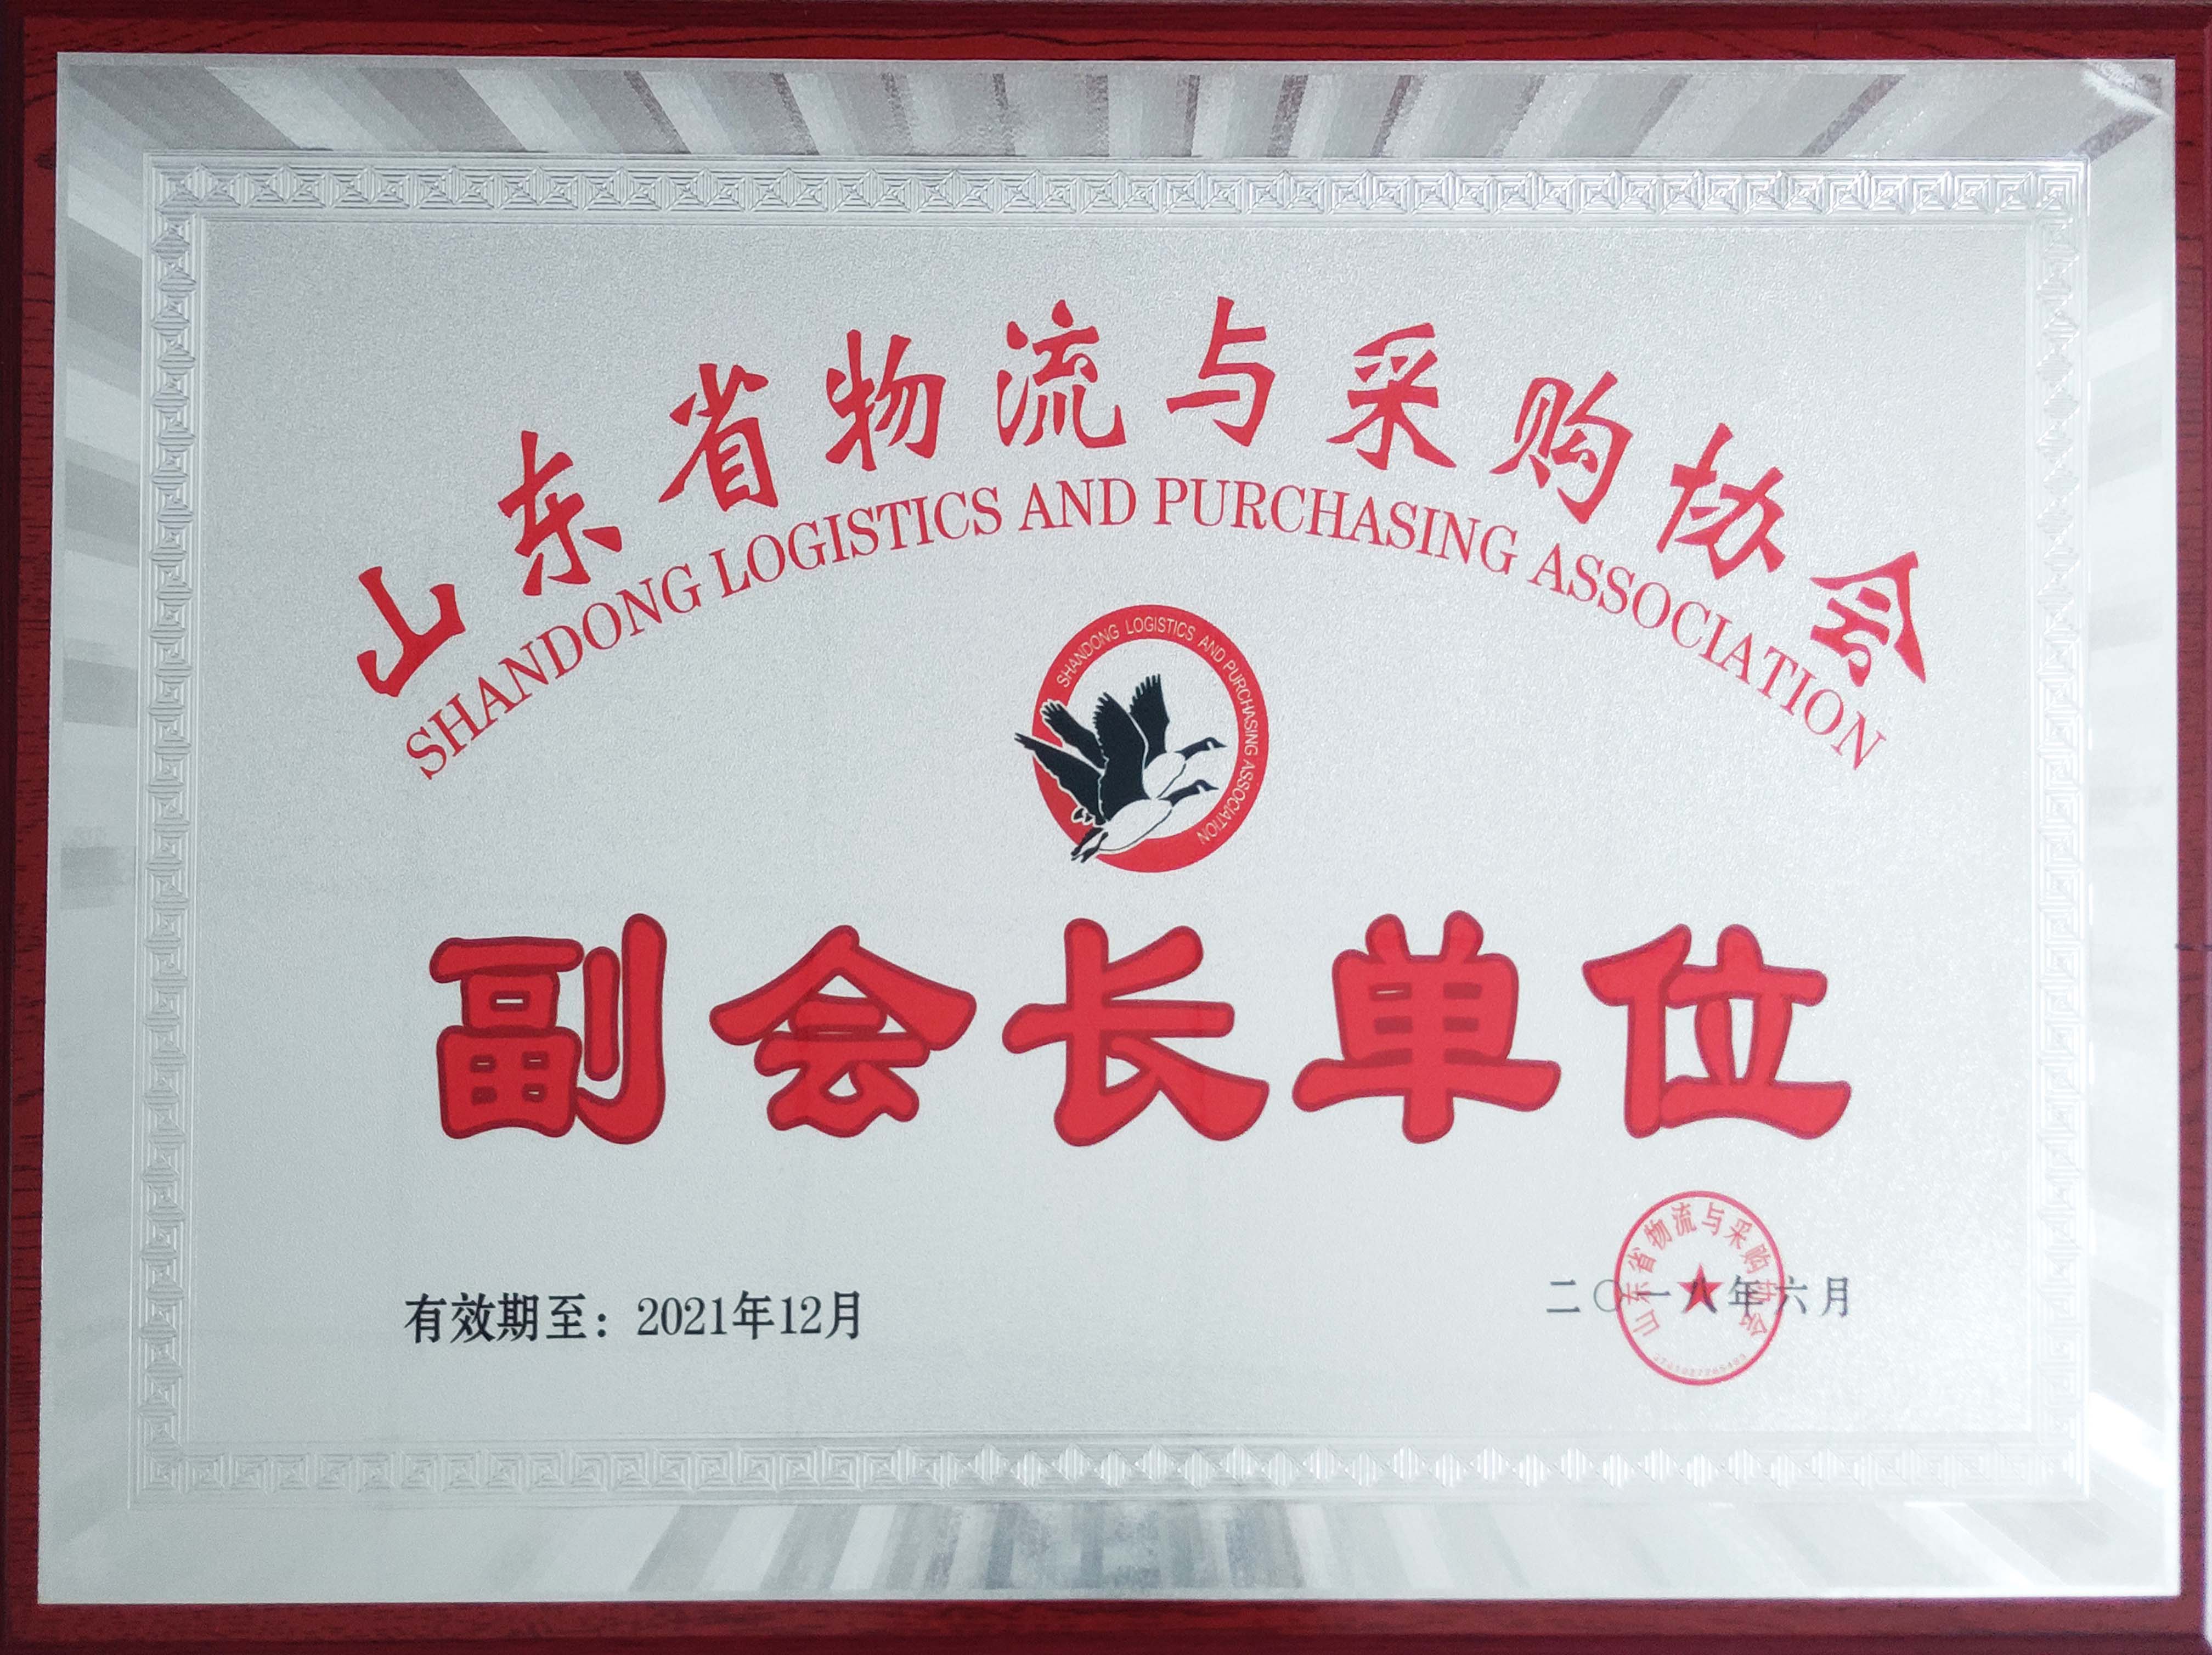 山东省物流与采购协会
SHANDONG LOGISTICS AND PURCHASING ASSOCIATION
SHANDONG LOGISTICS AND PURCHASING ASSOCIATION
副会长单位
有效期至：2021年12月
二〇一八年六月
山东省物流与采购协会